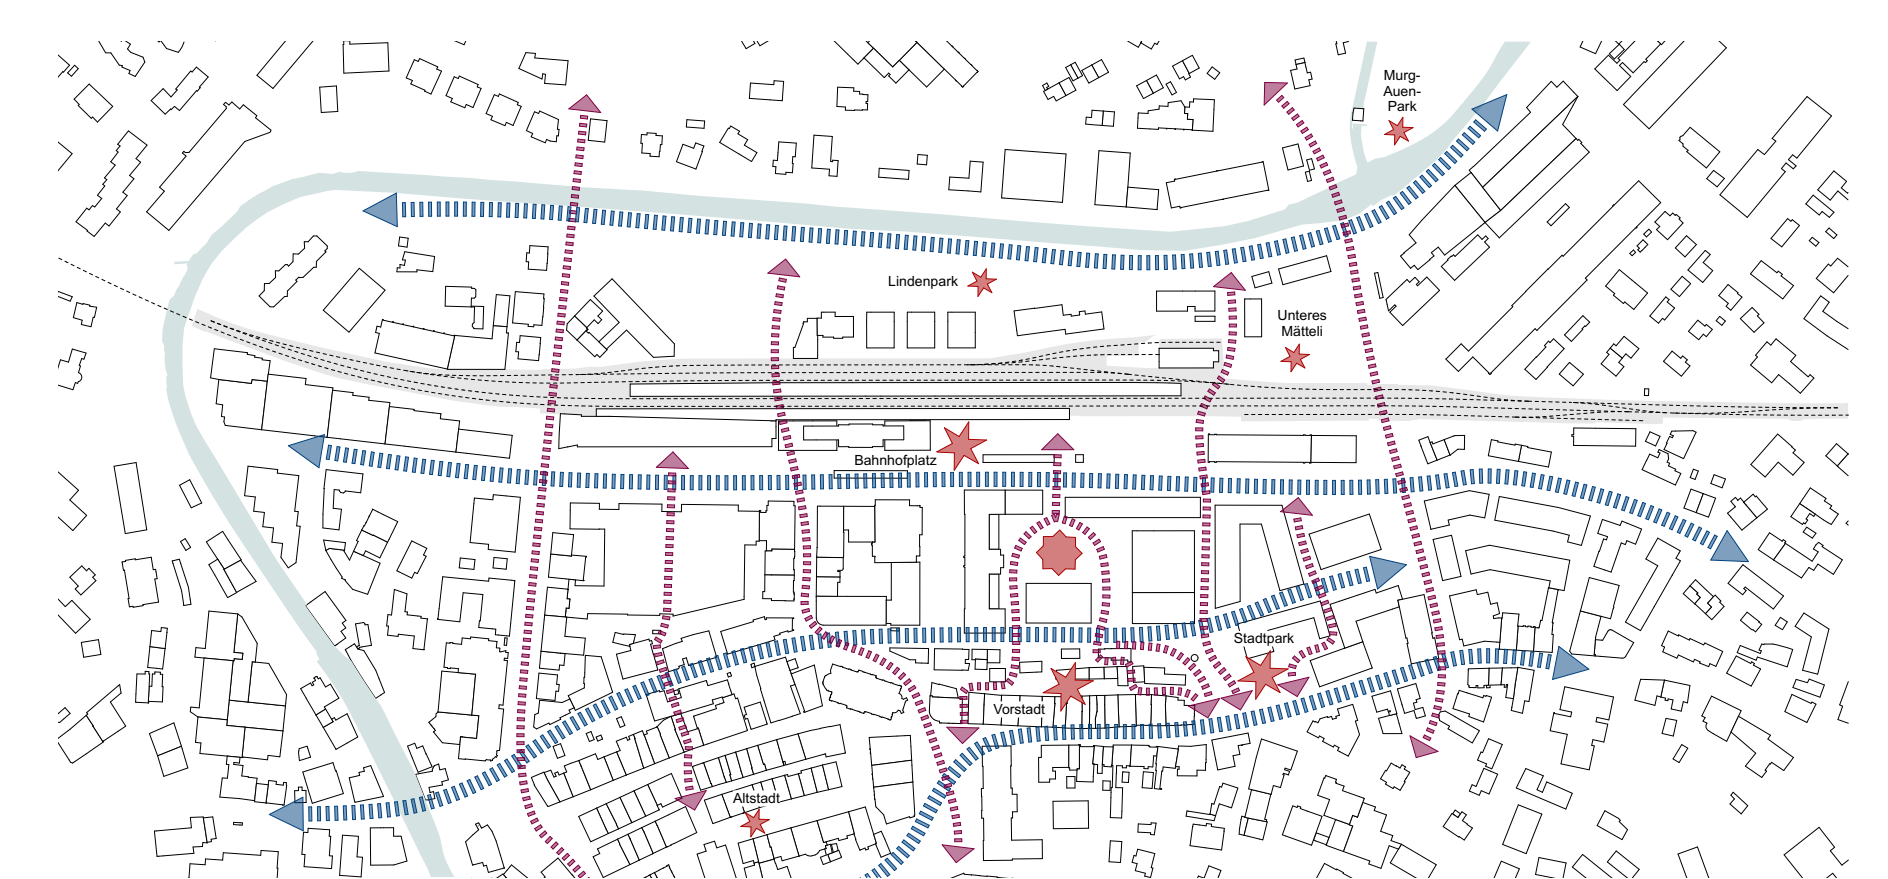 Murg-
Auen-
Park
Lindenpark
Unteres
Mätteli
Bahnhofplatz
Stadtpark
Vorstadt
Altstadt